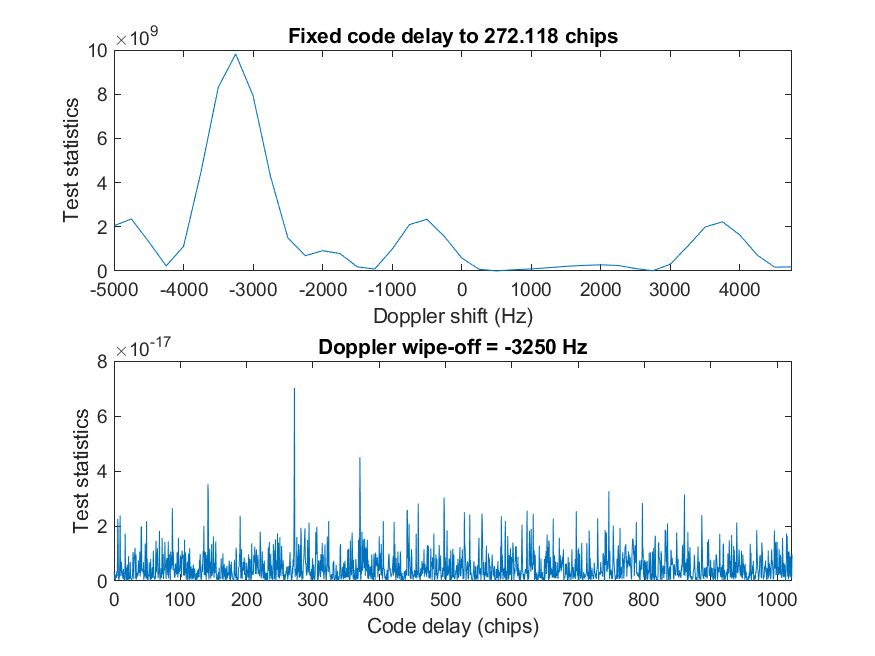 ×10^9
Fixed code delay to 272.118 chips
10
8
6
4
2
0
Test statistics
-5000 -4000 -3000 -2000 -1000 0 1000 2000 3000 4000
Doppler shift (Hz)
×10^-17
Doppler wipe-off = -3250 Hz
8
6
4
2
0
Test statistics
0 100 200 300 400 500 600 700 800 900 1000
Code delay (chips)